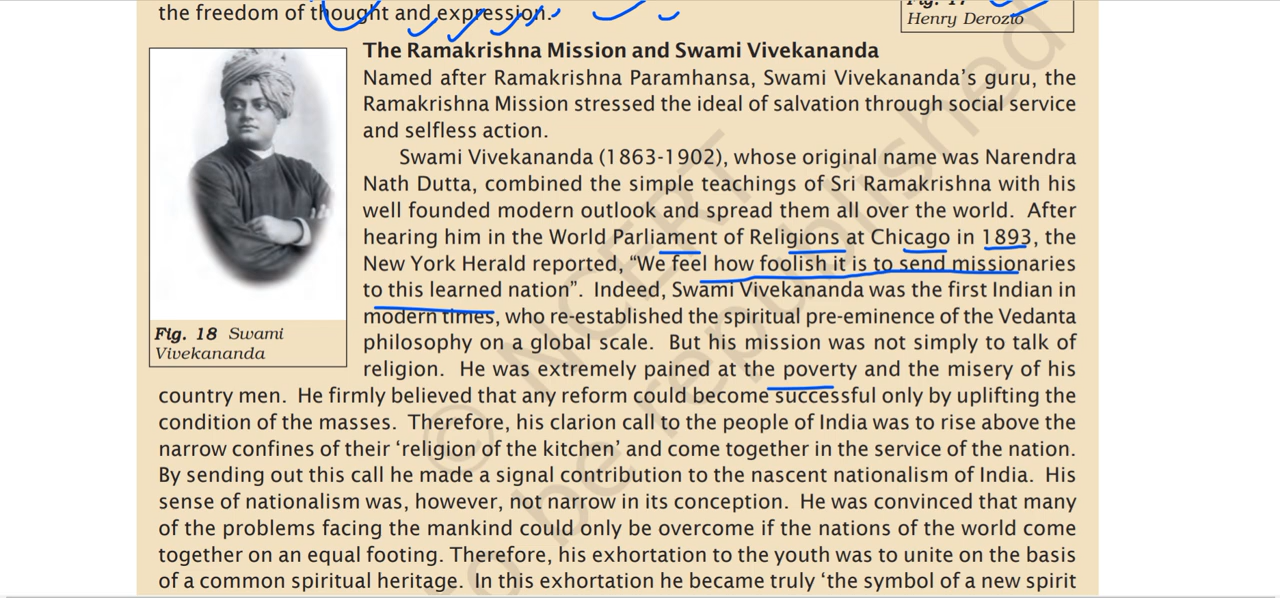 the freedom of thought and expression.
Fig. 17
Henry Derozio
The Ramakrishna Mission and Swami Vivekananda
Named after Ramakrishna Paramhansa, Swami Vivekananda's guru, the
Ramakrishna Mission stressed the ideal of salvation through social service
and selfless action.
Swami Vivekananda (1863-1902), whose original name was Narendra
Nath Dutta, combined the simple teachings of Sri Ramakrishna with his
well founded modern outlook and spread them all over the world. After
hearing him in the World Parliament of Religions at Chicago in 1893, the
New York Herald reported, “We feel how foolish it is to send missionaries
to this learned nation”. Indeed, Swami Vivekananda was the first Indian in
modern times, who re-established the spiritual pre-eminence of the Vedanta
philosophy on a global scale. But his mission was not simply to talk of
religion. He was extremely pained at the poverty and the misery of his
country men. He firmly believed that any reform could become successful only by uplifting the
condition of the masses. Therefore, his clarion call to the people of India was to rise above the
narrow confines of their ‘religion of the kitchen’ and come together in the service of the nation.
By sending out this call he made a signal contribution to the nascent nationalism of India. His
sense of nationalism was, however, not narrow in its conception. He was convinced that many
of the problems facing the mankind could only be overcome if the nations of the world come
together on an equal footing. Therefore, his exhortation to the youth was to unite on the basis
of a common spiritual heritage. In this exhortation he became truly ‘the symbol of a new spirit
Fig. 18 Swami
Vivekananda
© NCERT
be republished